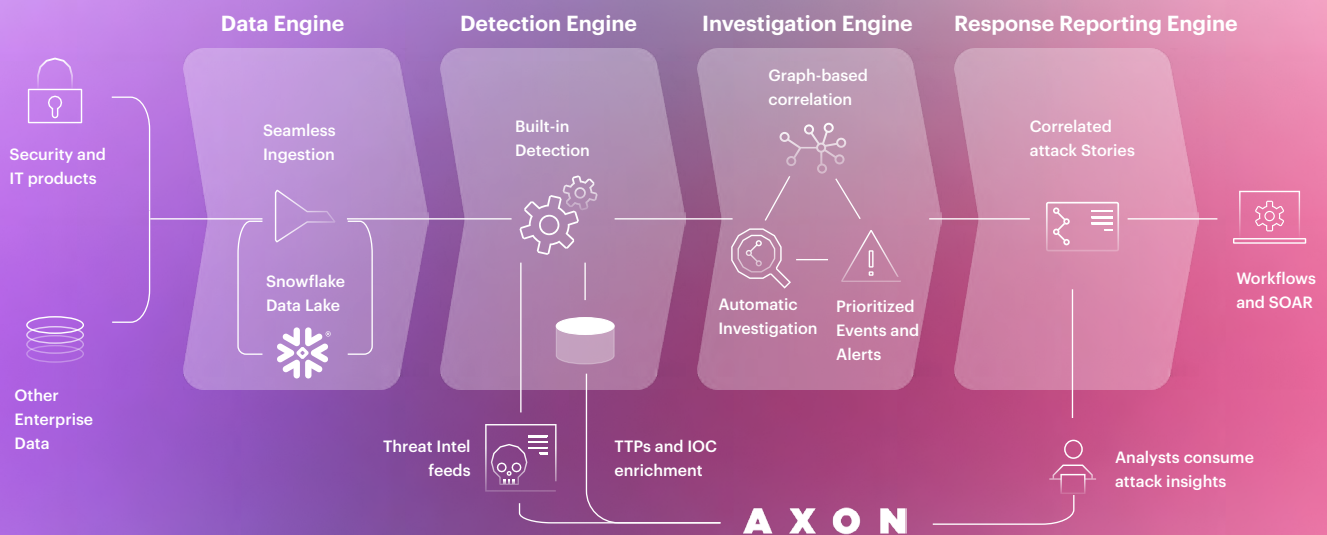 Data Engine
Detection Engine
Investigation Engine
Response Reporting Engine
Security and
IT products
Other
Enterprise
Data
Seamless
Ingestion
Snowflake
Data Lake
®
Built-in
Detection
Graph-based
correlation
Automatic
Investigation
Prioritized
Events and
Alerts
Correlated
attack Stories
Workflows
and SOAR
Threat Intel
feeds
TTPs and IOC
enrichment
Analysts consume
attack insights
AXON